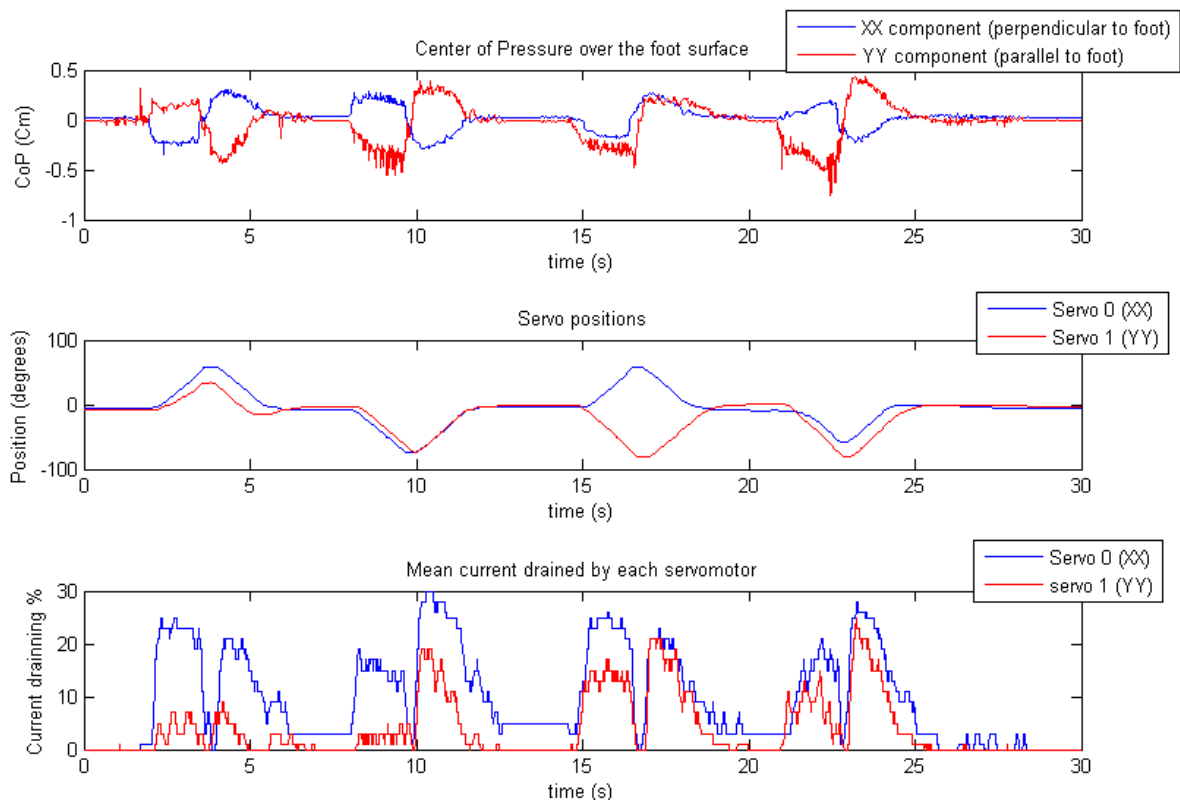 XX component (perpendicular to foot)
YY component (parallel to foot)
Center of Pressure over the foot surface
CoP (Cm)
0.5
0
-0.5
-1
0 5 10 15 20 25 30
time (s)
Servo 0 (XX)
Servo 1 (YY)
Servo positions
Position (degrees)
100
0
-100
0 5 10 15 20 25 30
time (s)
Servo 0 (XX)
servo 1 (YY)
Mean current drained by each servomotor
Current drainning %
30
20
10
0
0 5 10 15 20 25 30
time (s)